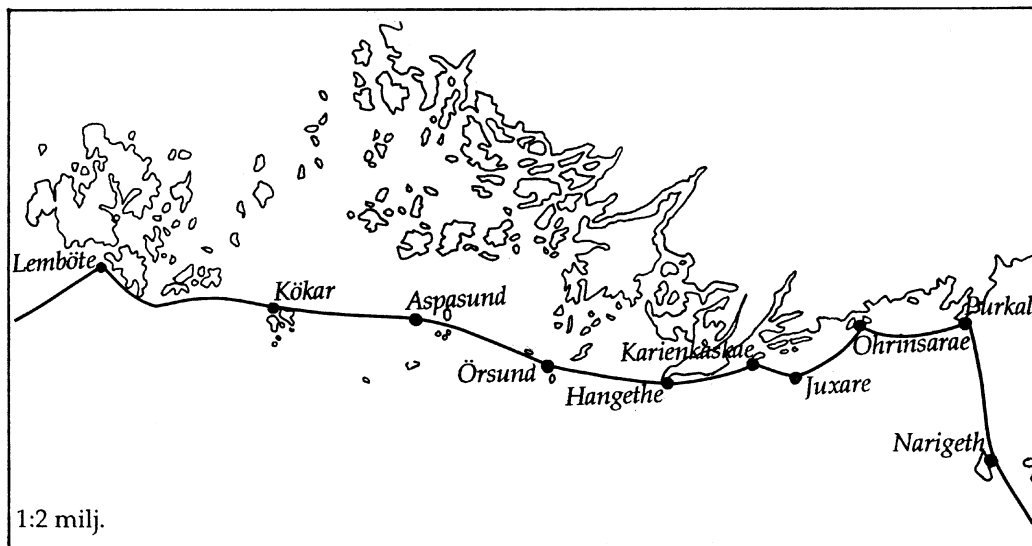 Lemböte
Kökar
Aspasund
Örsund
Hangethe
Karienkaskae
Juxare
Ohrinsarae
Purkal
Narigeth
1:2 milj.